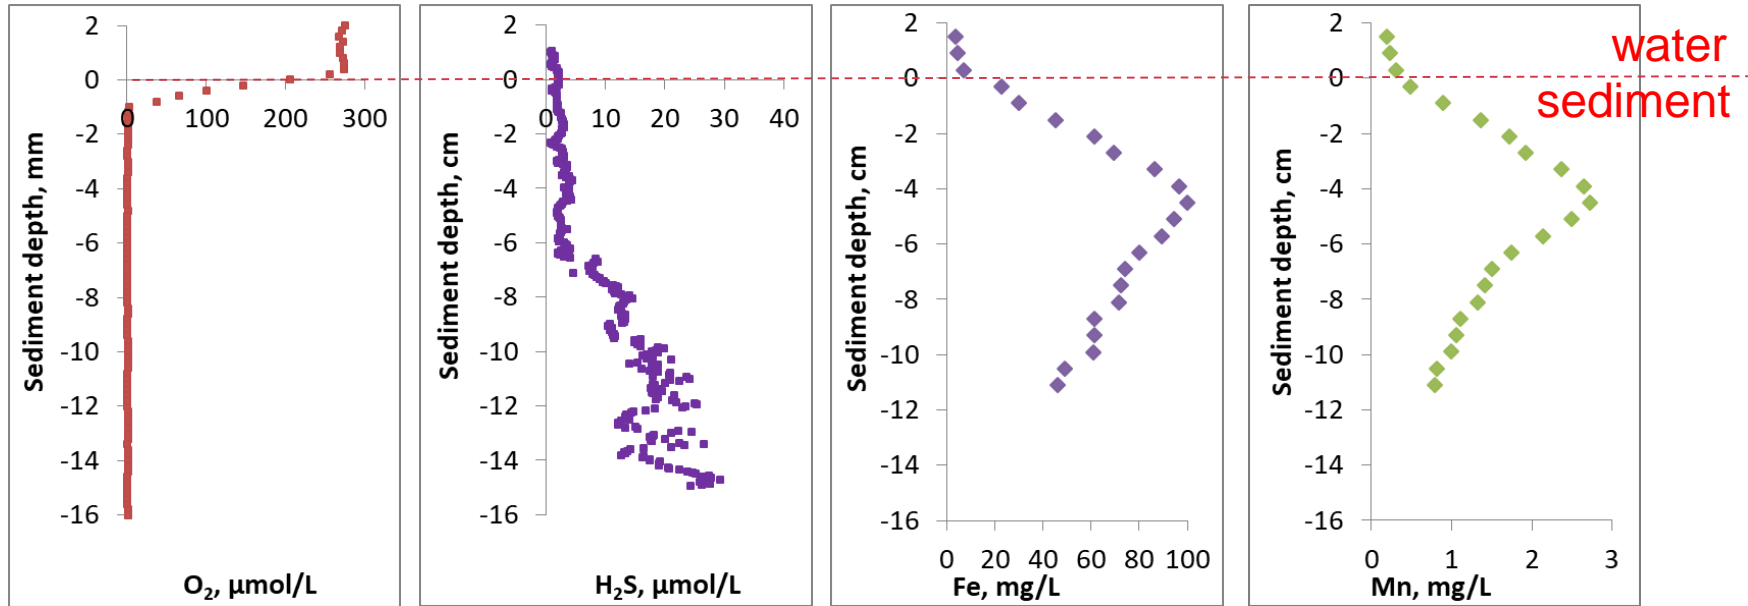 2
0
-2
-4
-6
-8
-10
-12
-14
-16
0 100 200 300
Sediment depth, mm
O₂, µmol/L
2
0
-2
-4
-6
-8
-10
-12
-14
-16
0 10 20 30 40
Sediment depth, cm
H₂S, µmol/L
2
0
-2
-4
-6
-8
-10
-12
-14
-16
0 20 40 60 80 100
Sediment depth, cm
Fe, mg/L
2
0
-2
-4
-6
-8
-10
-12
-14
-16
0 1 2 3
Sediment depth, cm
Mn, mg/L
water
sediment